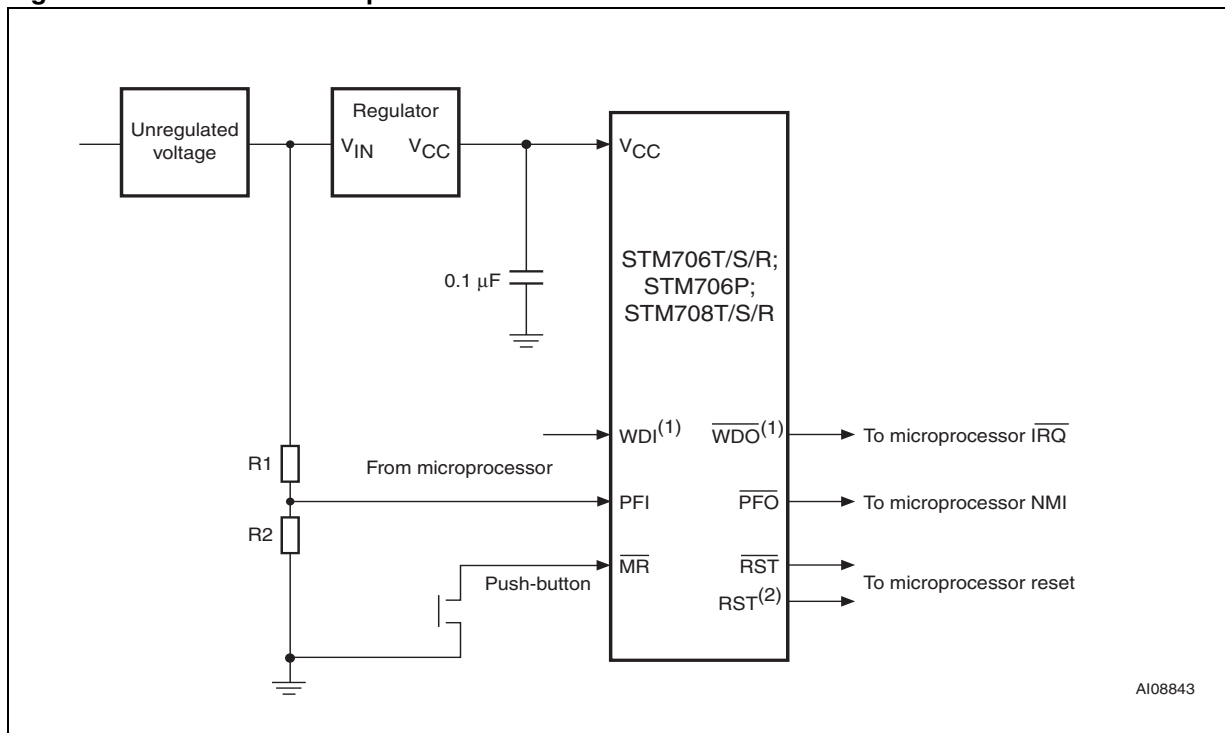 Unregulated
voltage
Regulator
VIN VCC
VCC
0.1 µF
STM706T/S/R;
STM706P;
STM708T/S/R
WDI(1) WDO(1) To microprocessor IRQ
R1
From microprocessor
PFI PFO To microprocessor NMI
R2
MR RST
Push-button
To microprocessor reset
RST(2)
AI08843